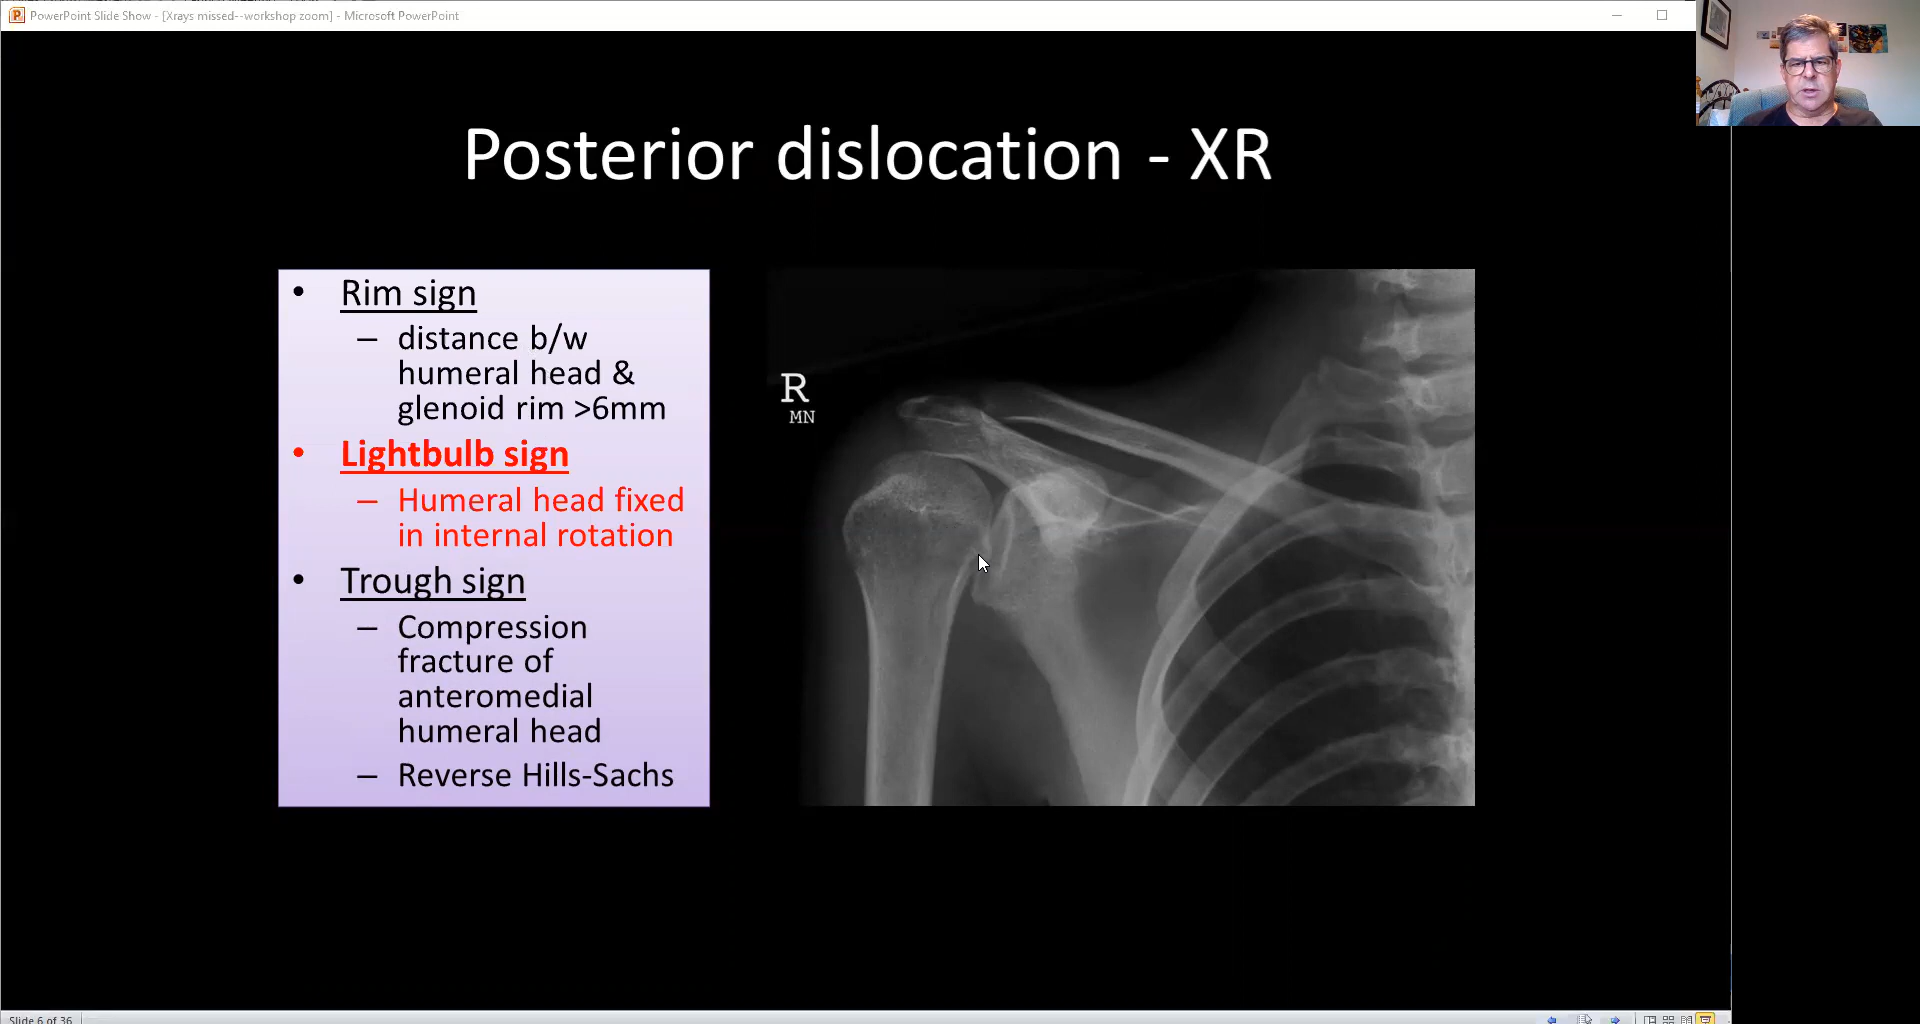 PowerPoint Slide Show - [Xrays missed--workshop zoom] - Microsoft PowerPoint
Posterior dislocation - XR
• Rim sign
– distance b/w
humeral head &
glenoid rim >6mm
• Lightbulb sign
– Humeral head fixed
in internal rotation
• Trough sign
– Compression
fracture of
anteromedial
humeral head
– Reverse Hills-Sachs
R
MN
Slide 6 of 36